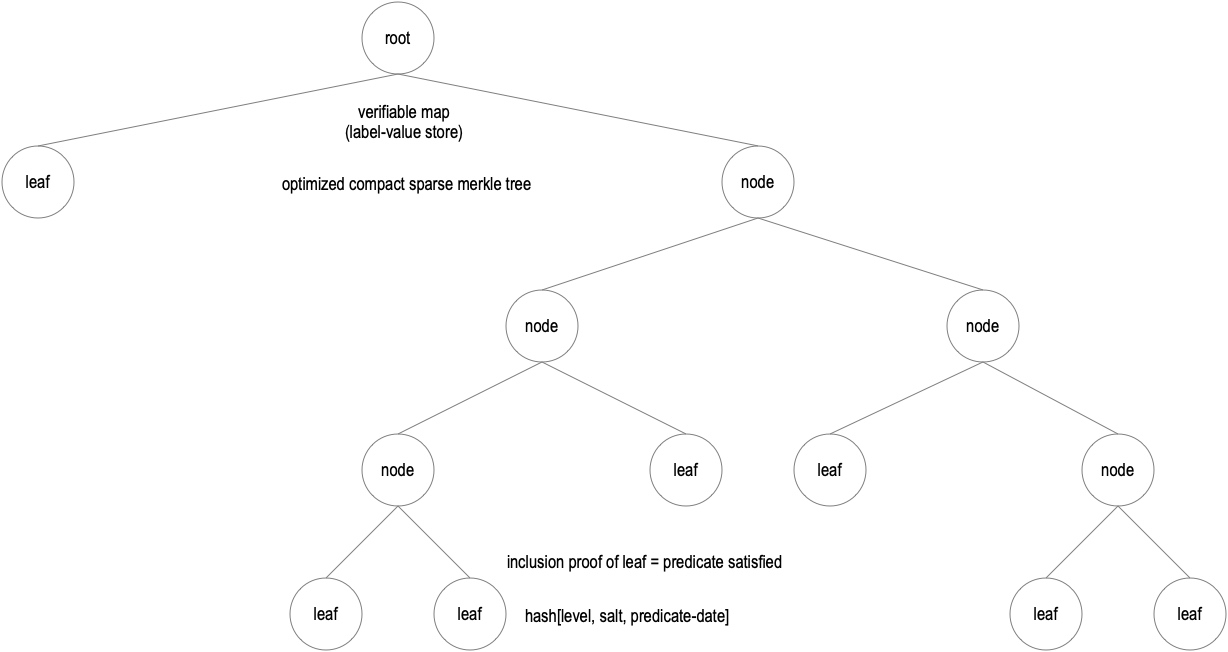 root
verifiable map
(label-value store)
leaf
optimized compact sparse merkle tree
node
node
node
node
leaf
leaf
node
inclusion proof of leaf = predicate satisfied
leaf
leaf
hash[level, salt, predicate-date]
leaf
leaf